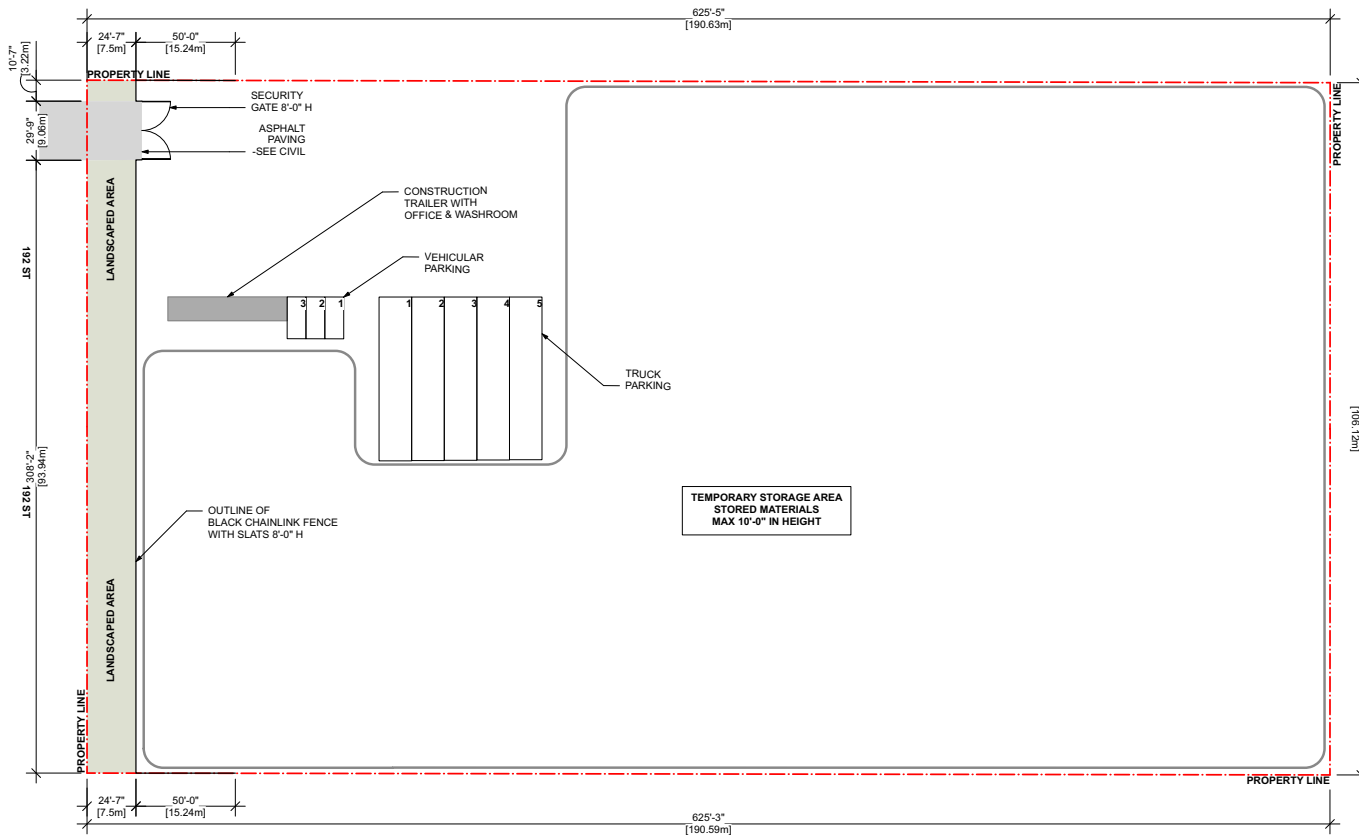 625'-5"
[190.63m]
24'-7"
[7.5m]
50'-0"
[15.24m]
10'-7"
[3.22m]
PROPERTY LINE
SECURITY
GATE 8'-0" H
ASPHALT
PAVING
-SEE CIVIL
29'-9"
[9.06m]
PROPERTY LINE
LANDSCAPED AREA
192 ST
CONSTRUCTION
TRAILER WITH
OFFICE & WASHROOM
VEHICULAR
PARKING
3 2 1
1 2 3 4 5
TRUCK
PARKING
[106.12m]
308'-2"
[93.94m]
192 ST
OUTLINE OF
BLACK CHAINLINK FENCE
WITH SLATS 8'-0" H
TEMPORARY STORAGE AREA
STORED MATERIALS
MAX 10'-0" IN HEIGHT
LANDSCAPED AREA
PROPERTY LINE
PROPERTY LINE
24'-7"
[7.5m]
50'-0"
[15.24m]
625'-3"
[190.59m]